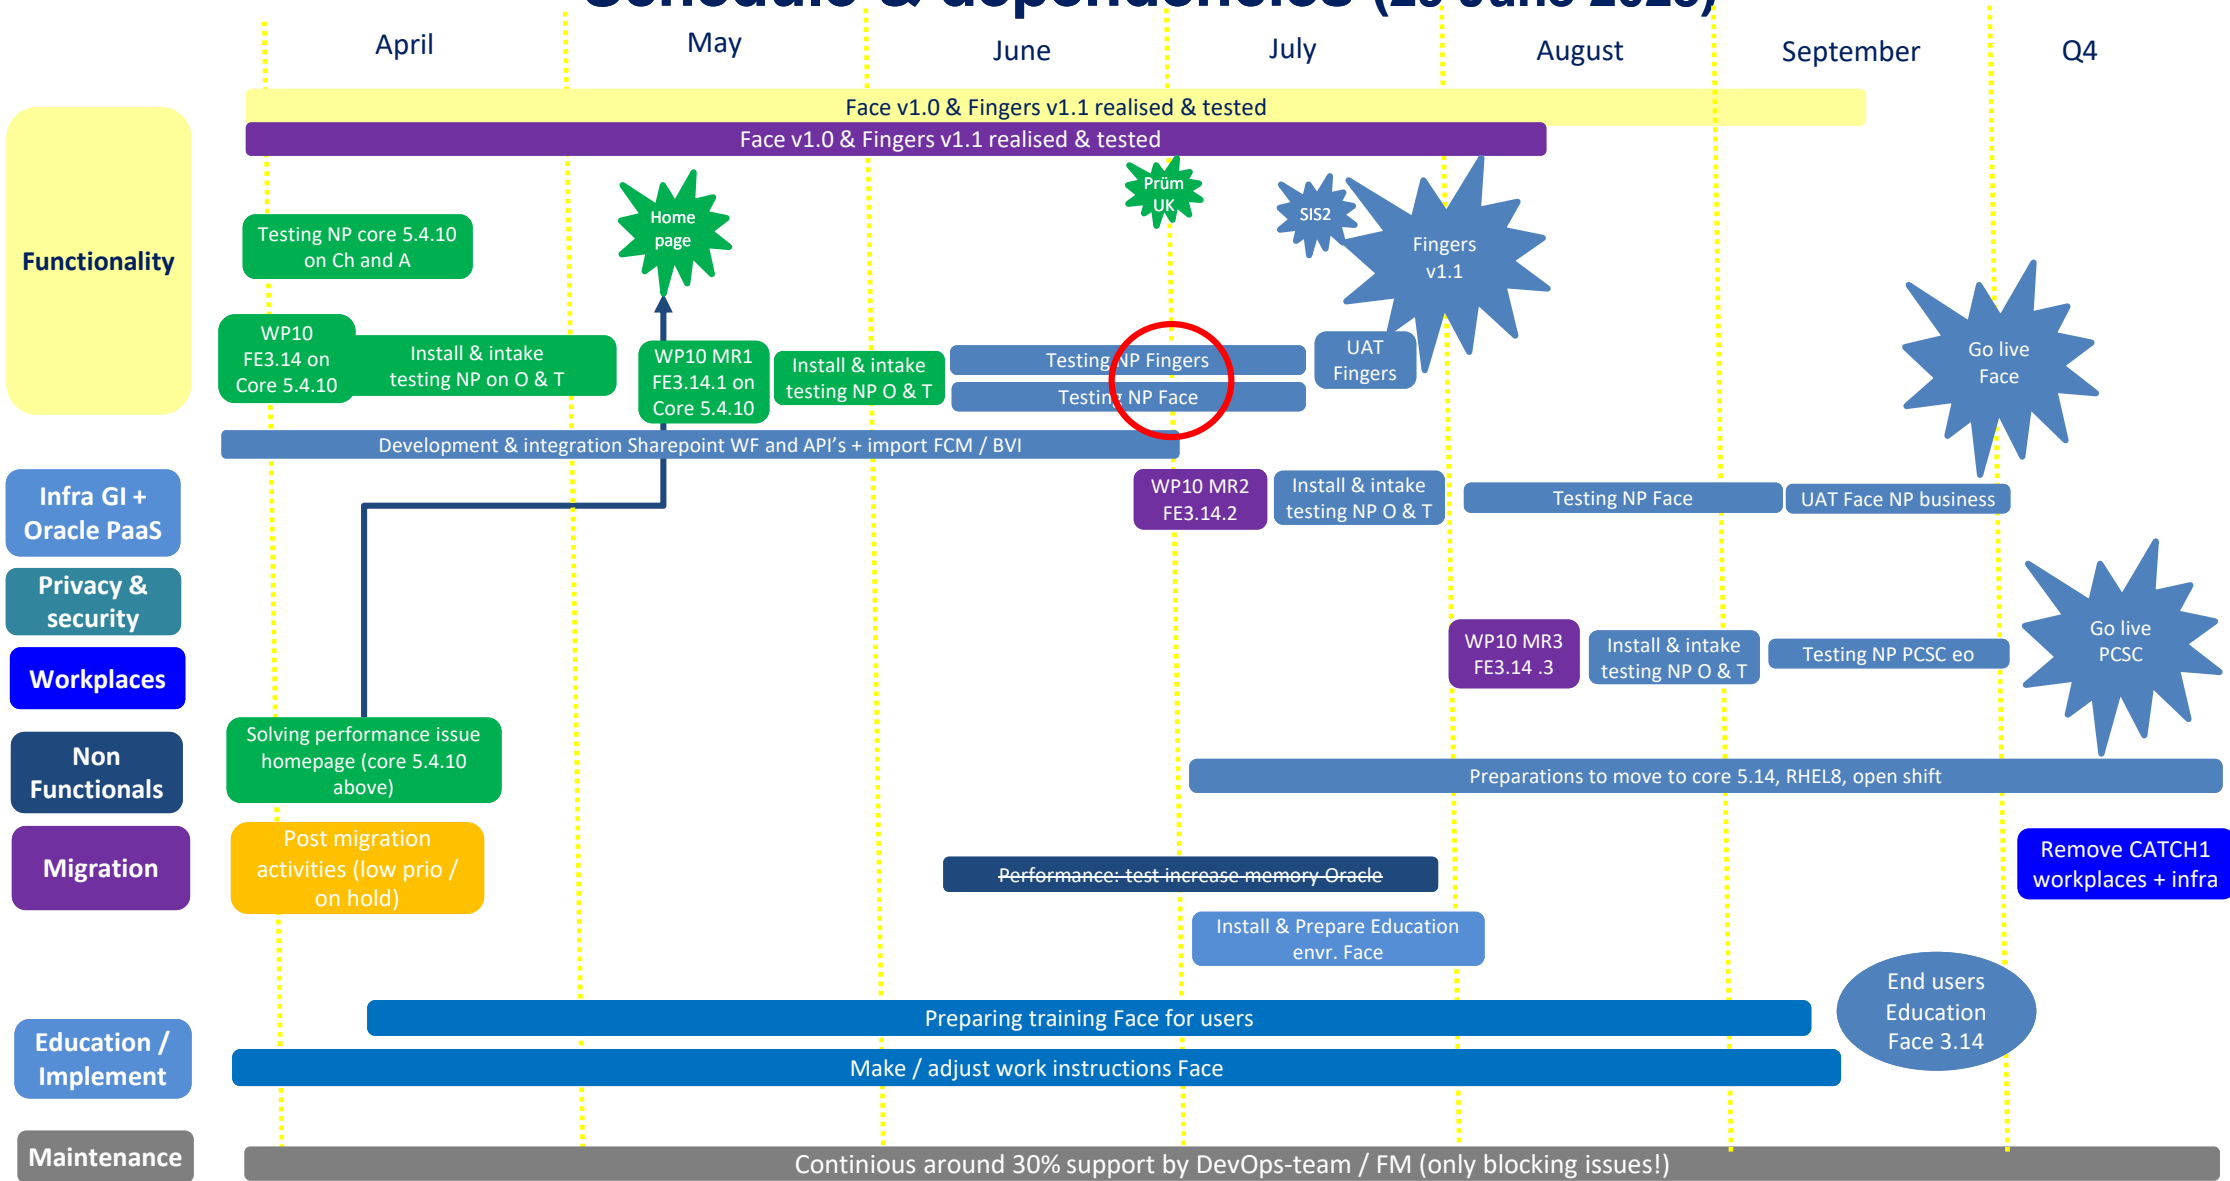 Schedule & dependencies
April
May
June
July
August
September
Q4
Face v1.0 & Fingers v1.1 realised & tested
Face v1.0 & Fingers v1.1 realised & tested
Functionality
Testing NP core 5.4.10
on Ch and A
Home
page
Prüm
UK
SIS2
Fingers
v1.1
WP10
FE3.14 on
Core 5.4.10
Install & intake
testing NP on O & T
WP10 MR1
FE3.14.1 on
Core 5.4.10
Install & intake
testing NP O & T
Testing NP Fingers
Testing NP Face
UAT
Fingers
Go live
Face
Development & integration Sharepoint WF and API's + import FCM / BVI
Infra GI +
Oracle PaaS
WP10 MR2
FE3.14.2
Install & intake
testing NP O & T
Testing NP Face
UAT Face NP business
Privacy &
security
Workplaces
WP10 MR3
FE3.14 .3
Install & intake
testing NP O & T
Testing NP PCSC eo
Go live
PCSC
Non
Functionals
Solving performance issue
homepage (core 5.4.10
above)
Preparations to move to core 5.14, RHEL8, open shift
Migration
Post migration
activities (low prio /
on hold)
Performance: test increase memory Oracle
Remove CATCH1
workplaces + infra
Install & Prepare Education
envr. Face
Education /
Implement
Preparing training Face for users
Make / adjust work instructions Face
End users
Education
Face 3.14
Maintenance
Continious around 30% support by DevOps-team / FM (only blocking issues!)